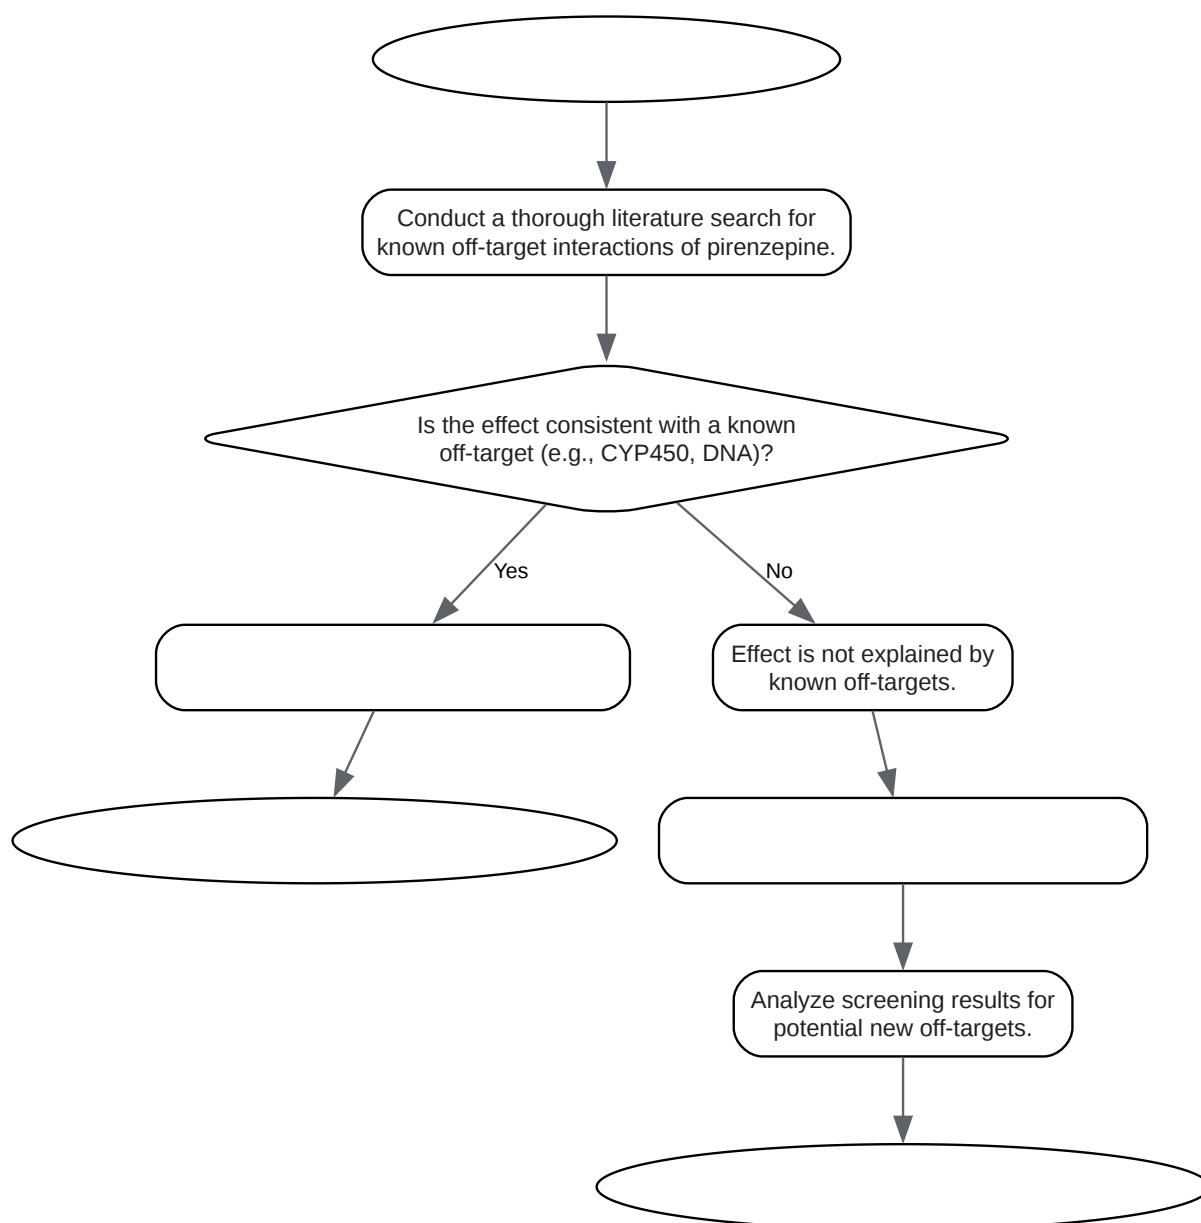 Conduct a thorough literature search for
known off-target interactions of pirenzepine.
Is the effect consistent with a known
off-target (e.g., CYP450, DNA)?
Yes
No
Effect is not explained by
known off-targets.
Analyze screening results for
potential new off-targets.